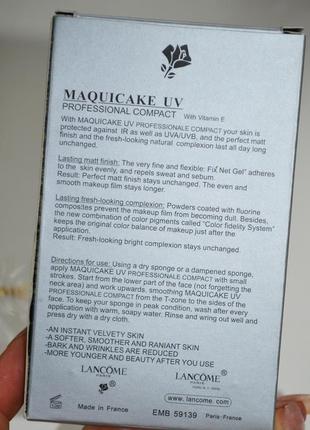 MAQUICAKE UV
PROFESSIONAL COMPACT With Vitamin E
With MAQUICAKE UV PROFESSIONALE COMPACT your skin is
protected against IR as well as UVA/UVB, and the matt perfect
finish and the fresh-looking natural complexion last all day long
unchanged.
Lasting matt finish: The very fine and flexible: Fix Net Gel" adheres
to the skin evenly, and repels sweat and sebum.
Result: Perfect matt finish stays unchanged. The even and
smooth makeup film stays longer.
Lasting fresh-looking complexion: Powders coated with fluorine
composites prevent the makeup film from becoming dull. Besides,
the new combination of color pigments called "Color fidelity System"
keeps the original color balance of makeup just after the
application.
Result: Fresh-looking bright complexion stays unchanged.
Directions for use: Using a dry sponge or a dampened sponge,
apply MAQUICAKE UV PROFESSIONALE COMPACT with small
strokes. Start from the lower part of the face (not forgetting the
neck area) and work upwards, smoothing MAQUICAKE UV
PROFESSIONALE COMPACT from the T-zone to the sides of the
face. To keep your sponge in peak condition, wash after every
application with warm, soapy water. Rinse and wring out well and
press dry with a dry cloth.
-AN INSTANT VELVETY SKIN
-A SOFTER, SMOOTHER AND RANIANT SKIN
-BARK AND WRINKLES ARE REDUCED
-MORE YOUNGER AND BEAUTY AFTER YOU USE
LANCÔME LANCÔME
PARIS PARIS
www.lancome.com
Made in France EMB 59139 Paris-France